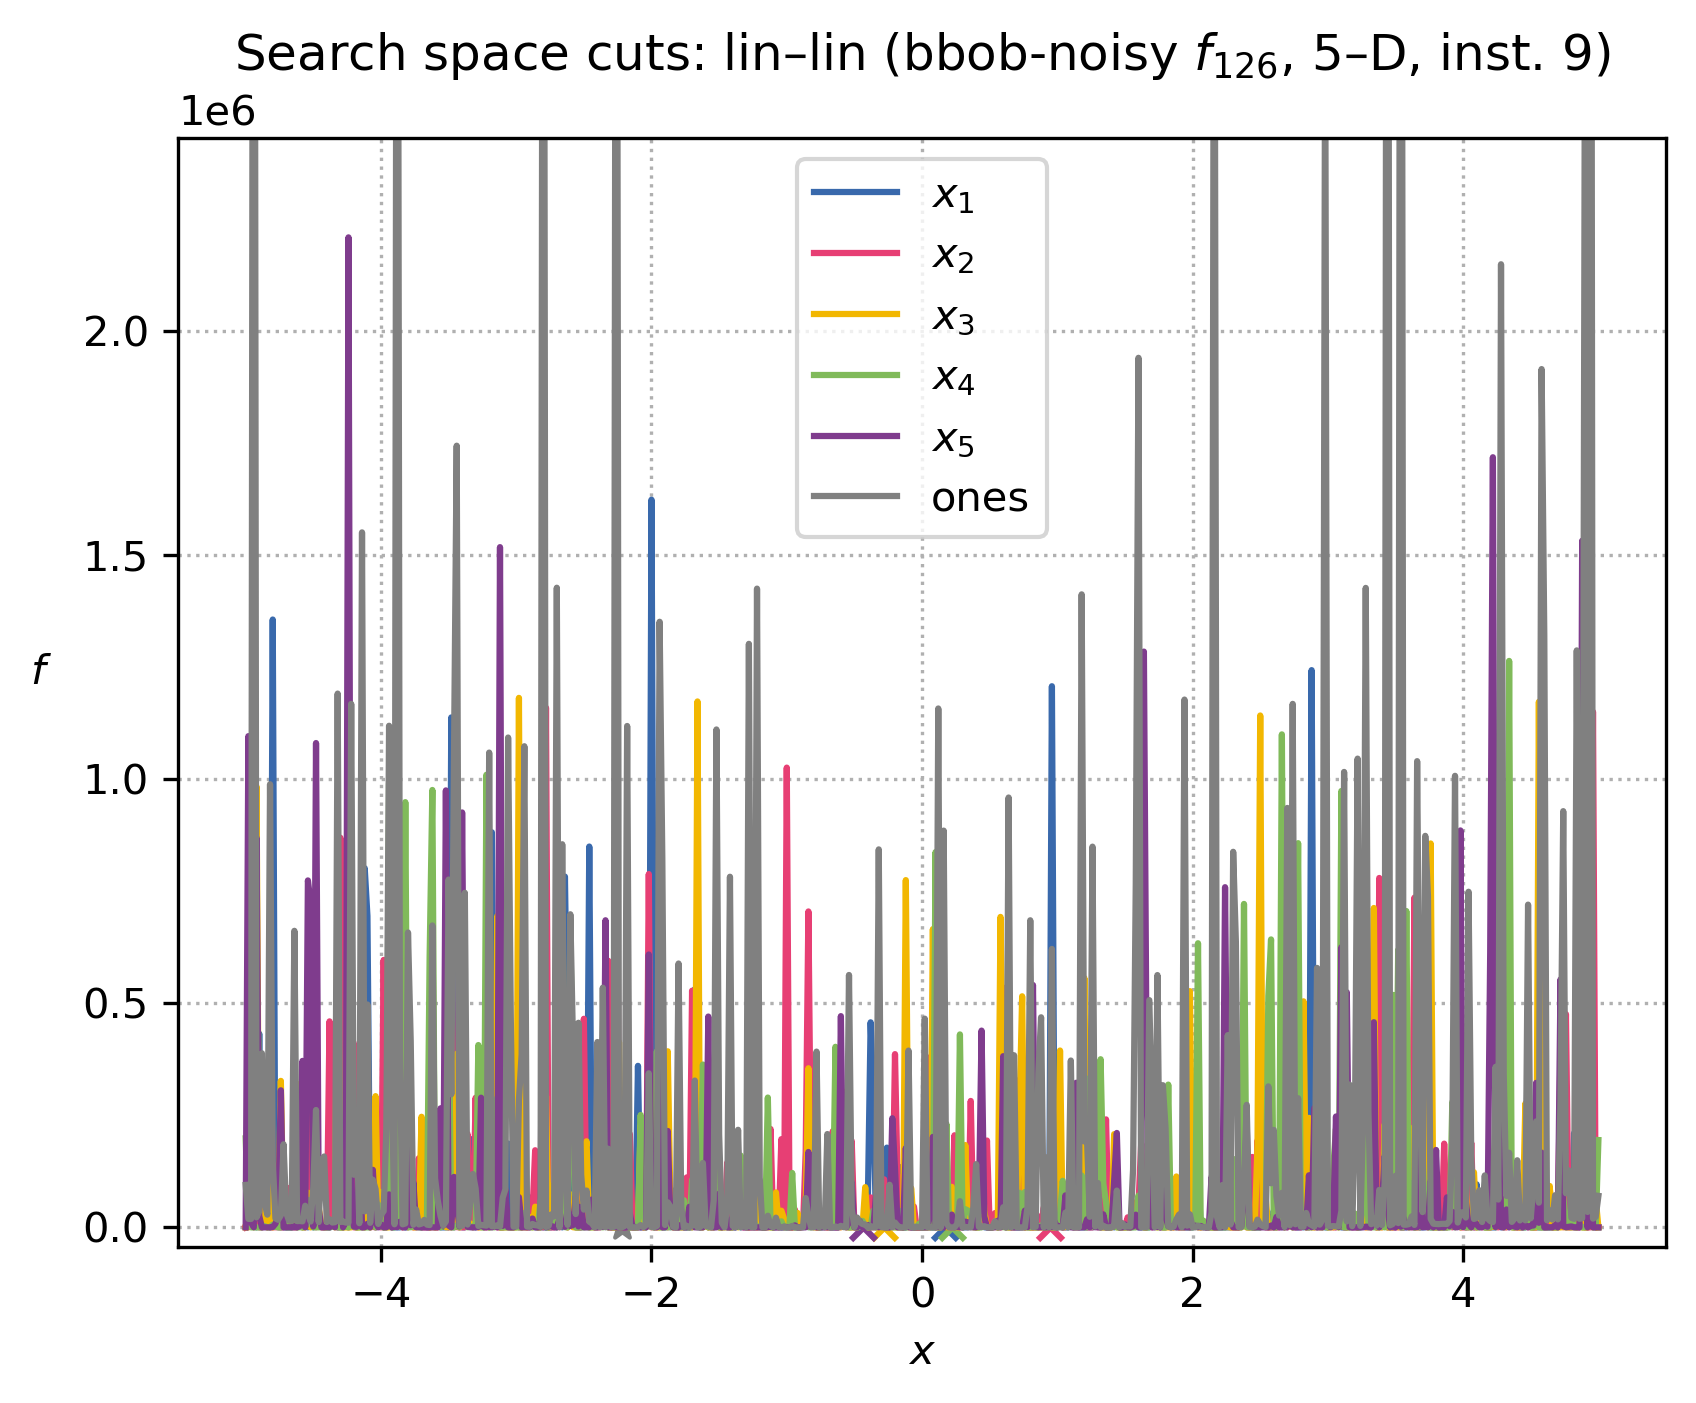 Search space cuts: lin–lin (bbob-noisy f₁₂₆, 5–D, inst. 9)
1e6
x₁
x₂
x₃
x₄
x₅
ones
2.0
1.5
1.0
0.5
0.0
f
−4
−2
0
2
4
x